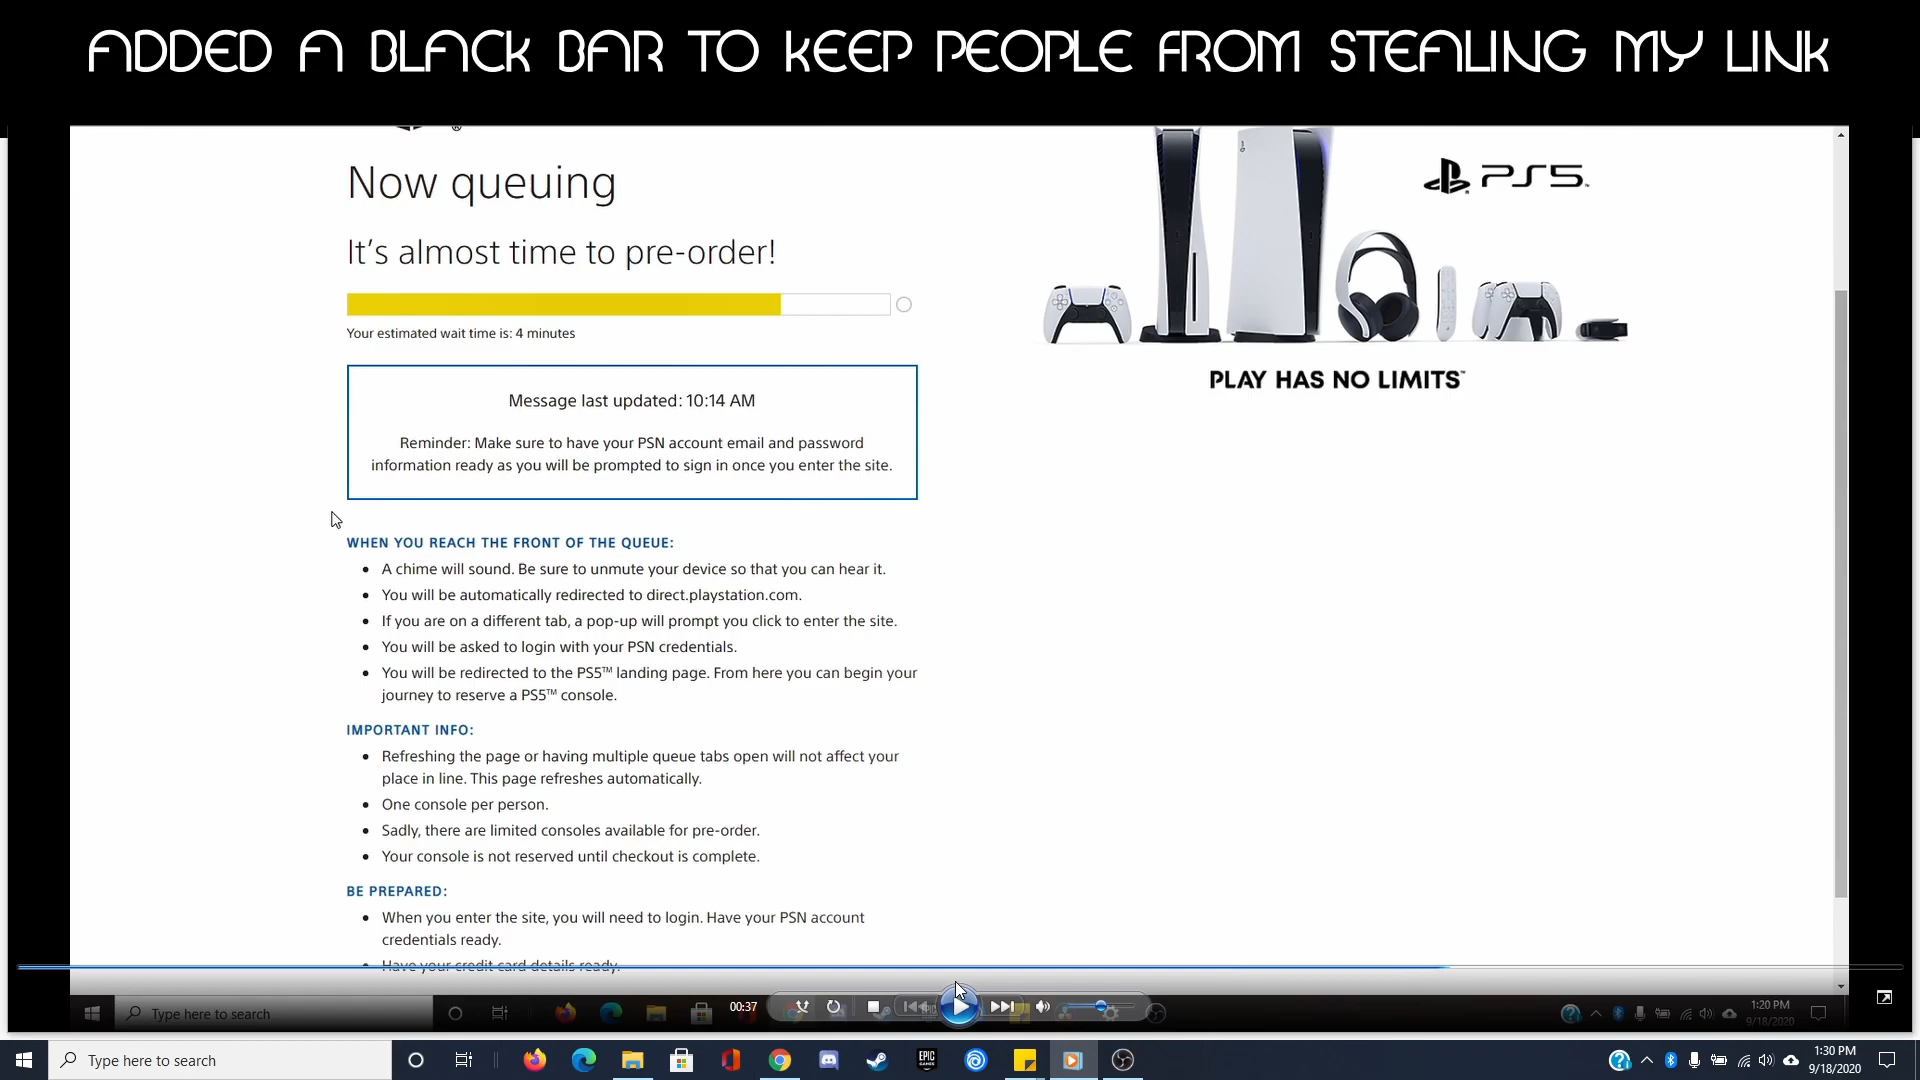 ADDED A BLACK BAR TO KEEP PEOPLE FROM STEALING MY LINK
Now queuing
It's almost time to pre-order!
Your estimated wait time is: 4 minutes
Message last updated: 10:14 AM
Reminder: Make sure to have your PSN account email and password
information ready as you will be prompted to sign in once you enter the site.
PS5™
PLAY HAS NO LIMITS™
WHEN YOU REACH THE FRONT OF THE QUEUE:
• A chime will sound. Be sure to unmute your device so that you can hear it.
• You will be automatically redirected to direct.playstation.com.
• If you are on a different tab, a pop-up will prompt you click to enter the site.
• You will be asked to login with your PSN credentials.
• You will be redirected to the PS5™ landing page. From here you can begin your
journey to reserve a PS5™ console.
IMPORTANT INFO:
• Refreshing the page or having multiple queue tabs open will not affect your
place in line. This page refreshes automatically.
• One console per person.
• Sadly, there are limited consoles available for pre-order.
• Your console is not reserved until checkout is complete.
BE PREPARED:
• When you enter the site, you will need to login. Have your PSN account
credentials ready.
• Have your credit card details ready.
Type here to search
00:37
1:20 PM
9/18/2020
Type here to search
EPIC
GAMES
1:30 PM
9/18/2020